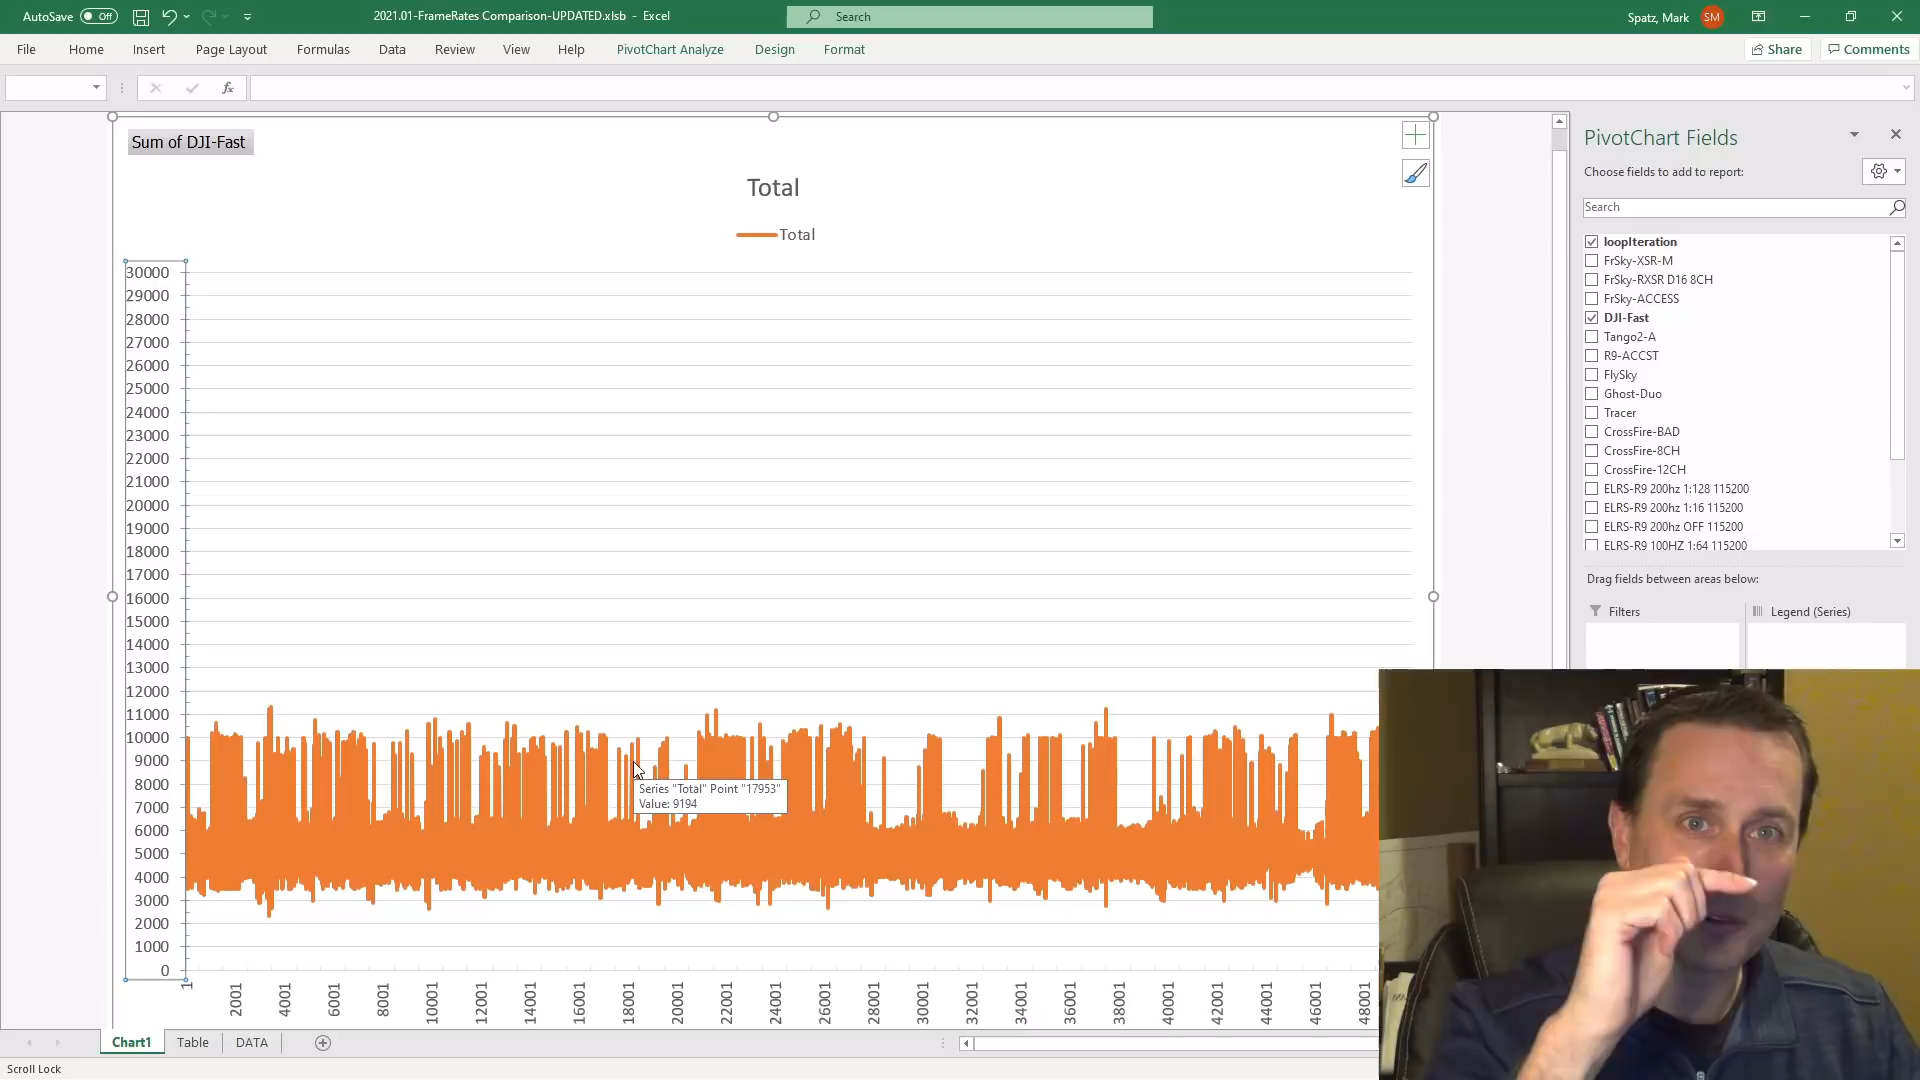 AutoSave Off
2021.01-FrameRates Comparison-UPDATED.xlsb - Excel
Search
Spatz, Mark SM
File Home Insert Page Layout Formulas Data Review View Help PivotChart Analyze Design Format
Share Comments
fx
Sum of DJI-Fast
Total
Total
30000
29000
28000
27000
26000
25000
24000
23000
22000
21000
20000
19000
18000
17000
16000
15000
14000
13000
12000
11000
10000
9000
8000
7000
6000
5000
4000
3000
2000
1000
0
Series "Total" Point "17953"
Value: 9194
1 2001 4001 6001 8001 10001 12001 14001 16001 18001 20001 22001 24001 26001 28001 30001 32001 34001 36001 38001 40001 42001 44001 46001 48001
PivotChart Fields
Choose fields to add to report:
Search
loopIteration
FrSky-XSR-M
FrSky-RXSR D16 8CH
FrSky-ACCESS
DJI-Fast
Tango2-A
R9-ACCST
FlySky
Ghost-Duo
Tracer
CrossFire-BAD
CrossFire-8CH
CrossFire-12CH
ELRS-R9 200hz 1:128 115200
ELRS-R9 200hz 1:16 115200
ELRS-R9 200hz OFF 115200
ELRS-R9 100HZ 1:64 115200
Drag fields between areas below:
Filters
Legend (Series)
Chart1 Table DATA
Scroll Lock